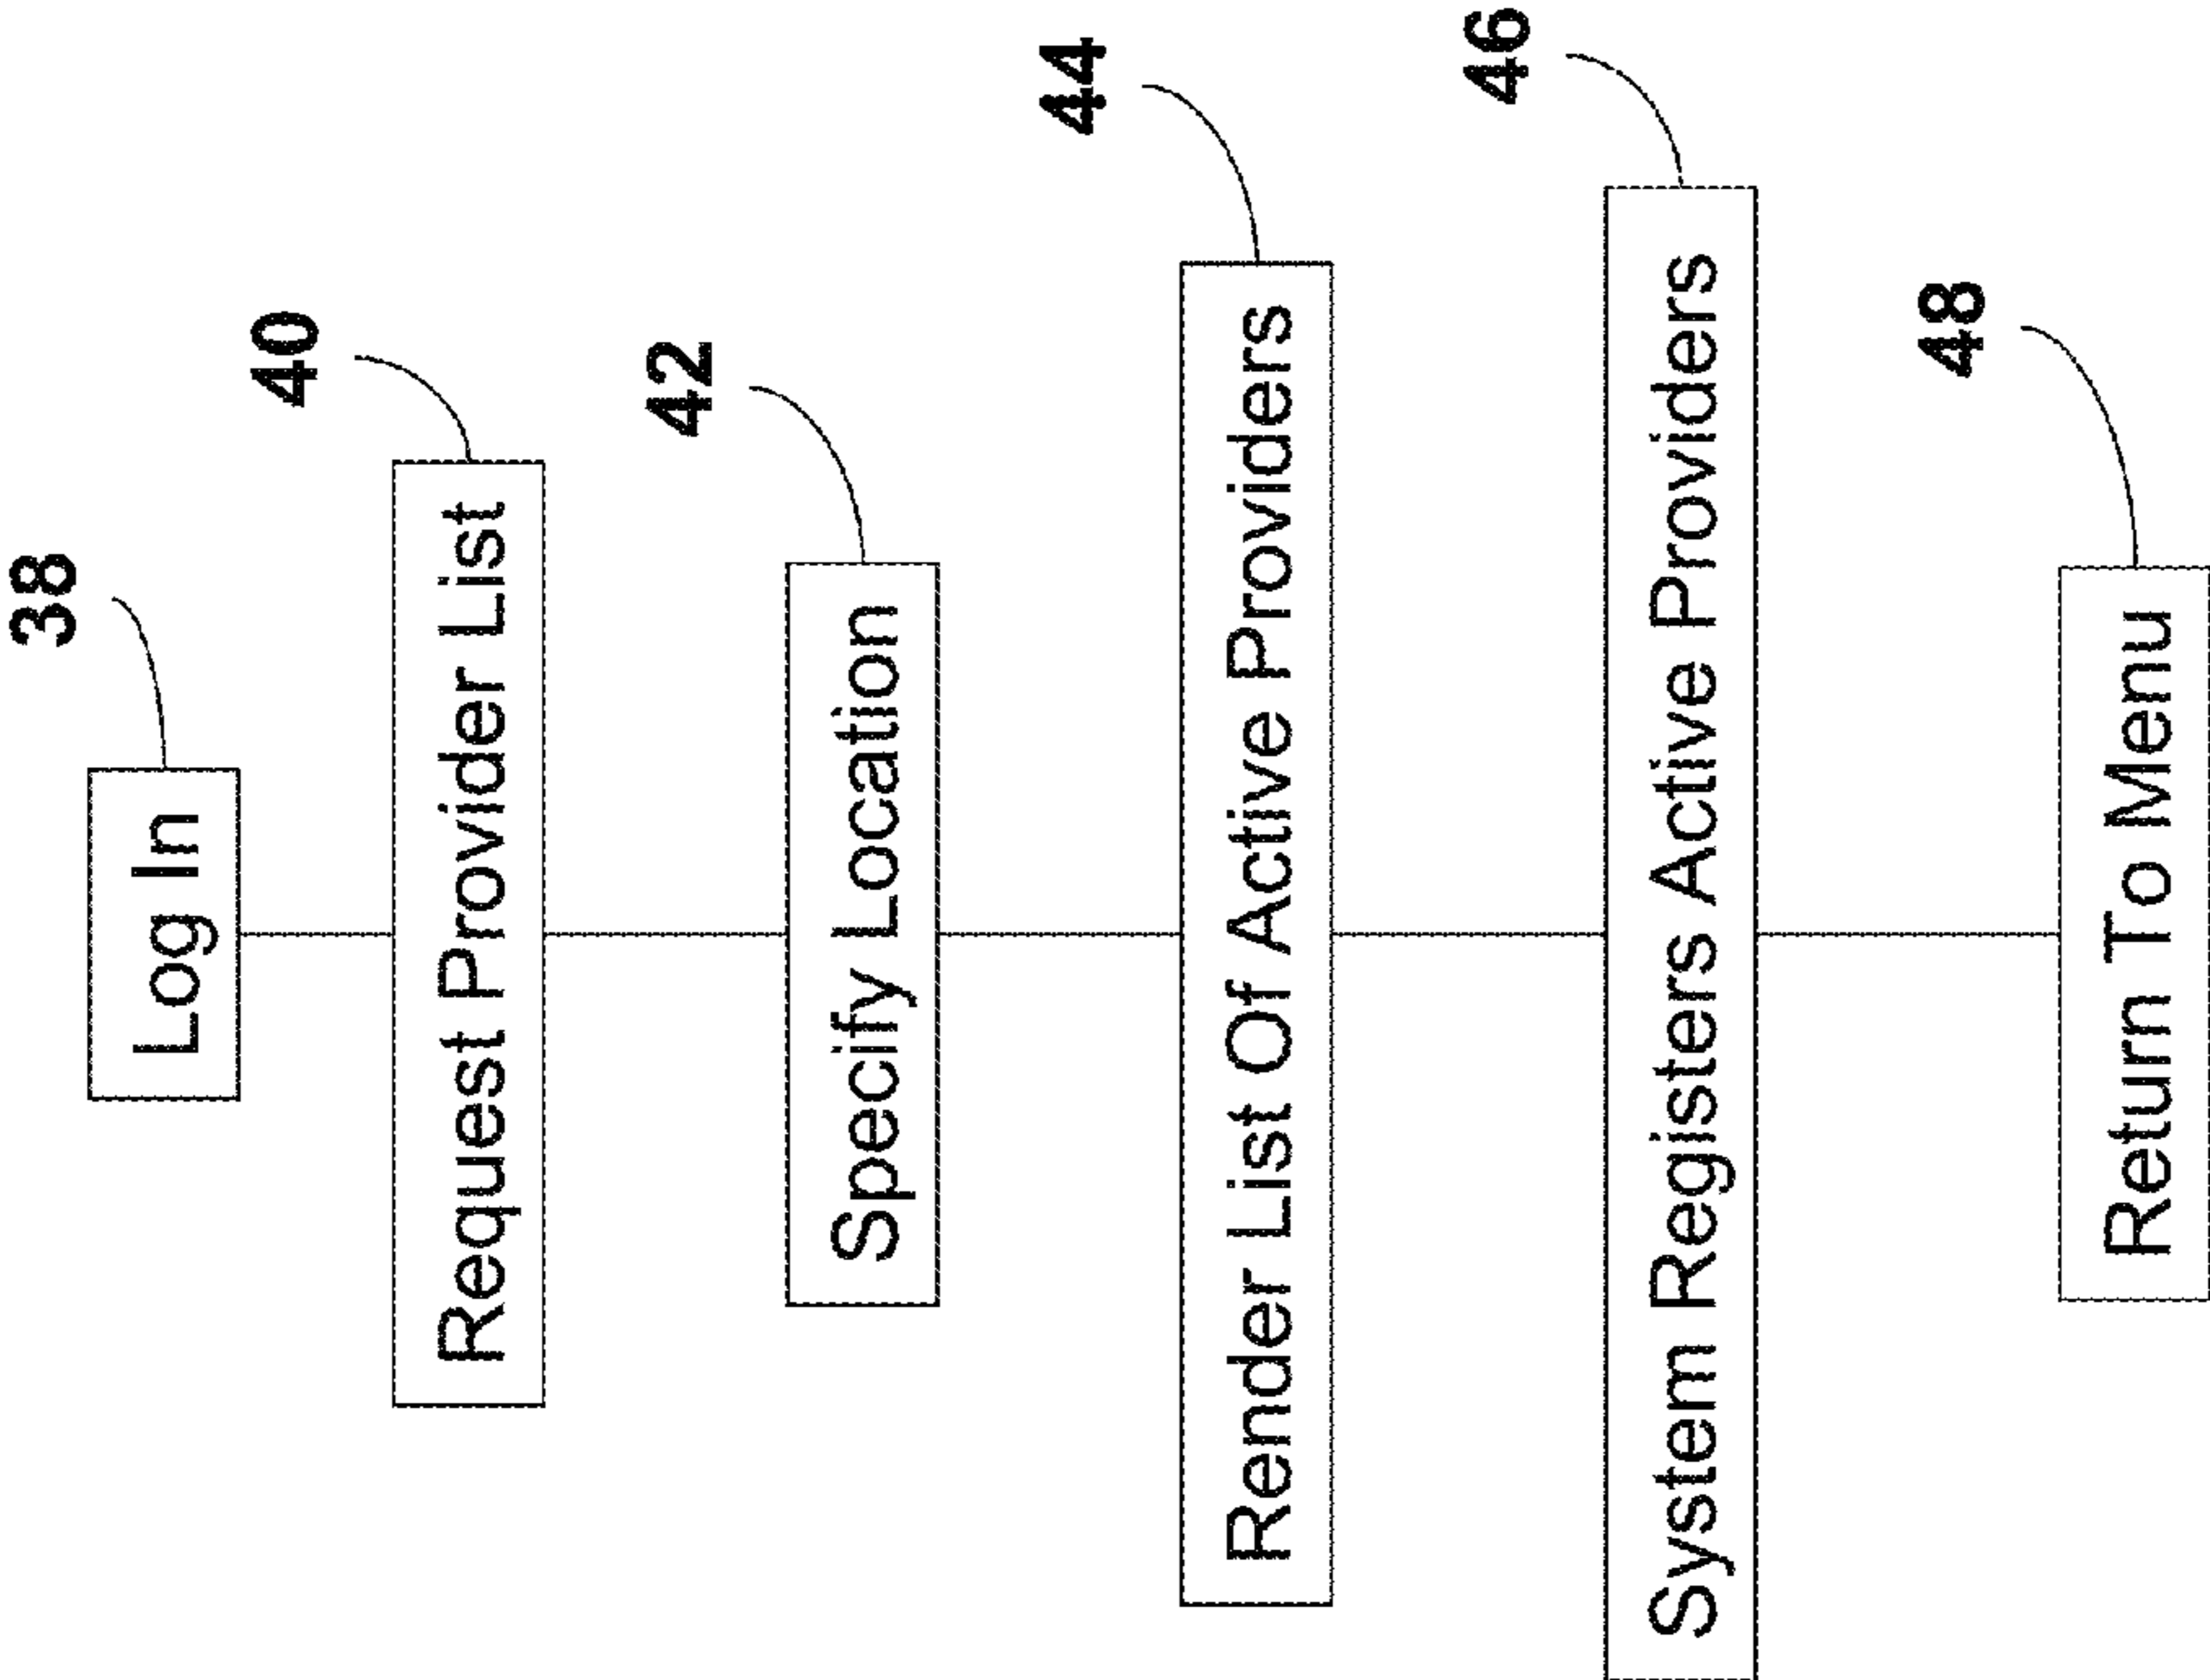 38
Log In
40
Request Provider List
42
Specify Location
44
Render List Of Active Providers
46
System Registers Active Providers
48
Return To Menu